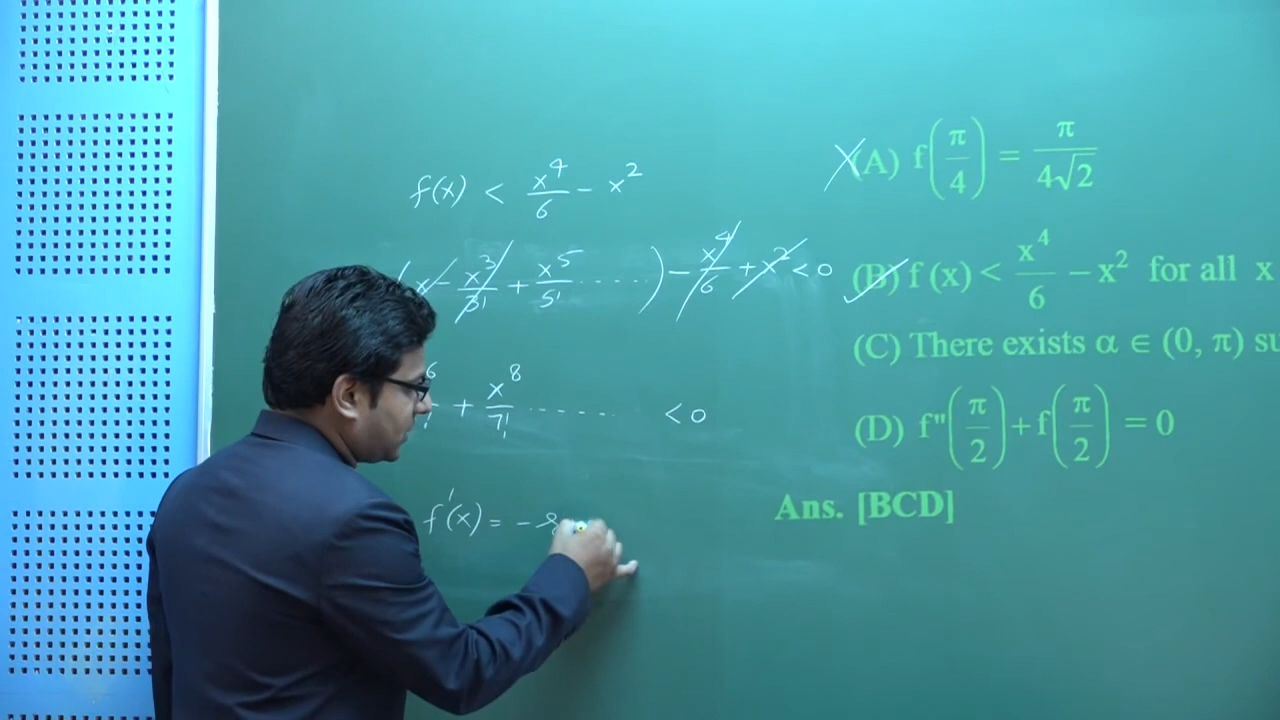 f(x) < x⁴/6 − x²
(x − x³/3! + x⁵/5! ......) − x⁴/6 + x² < 0
+ x⁸/7! ...... < 0
f'(x) = −
(A) f(π/4) = π/(4√2)
(B) f(x) < x⁴/6 − x² for all x
(C) There exists α ∈ (0, π)
(D) f"(π/2) + f(π/2) = 0
Ans. [BCD]